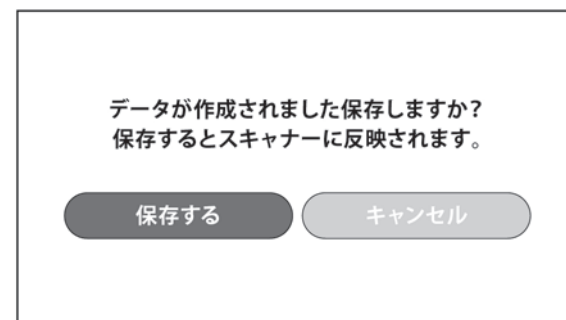 データが作成されました保存しますか?
保存するとスキャナーに反映されます。
保存する
キャンセル